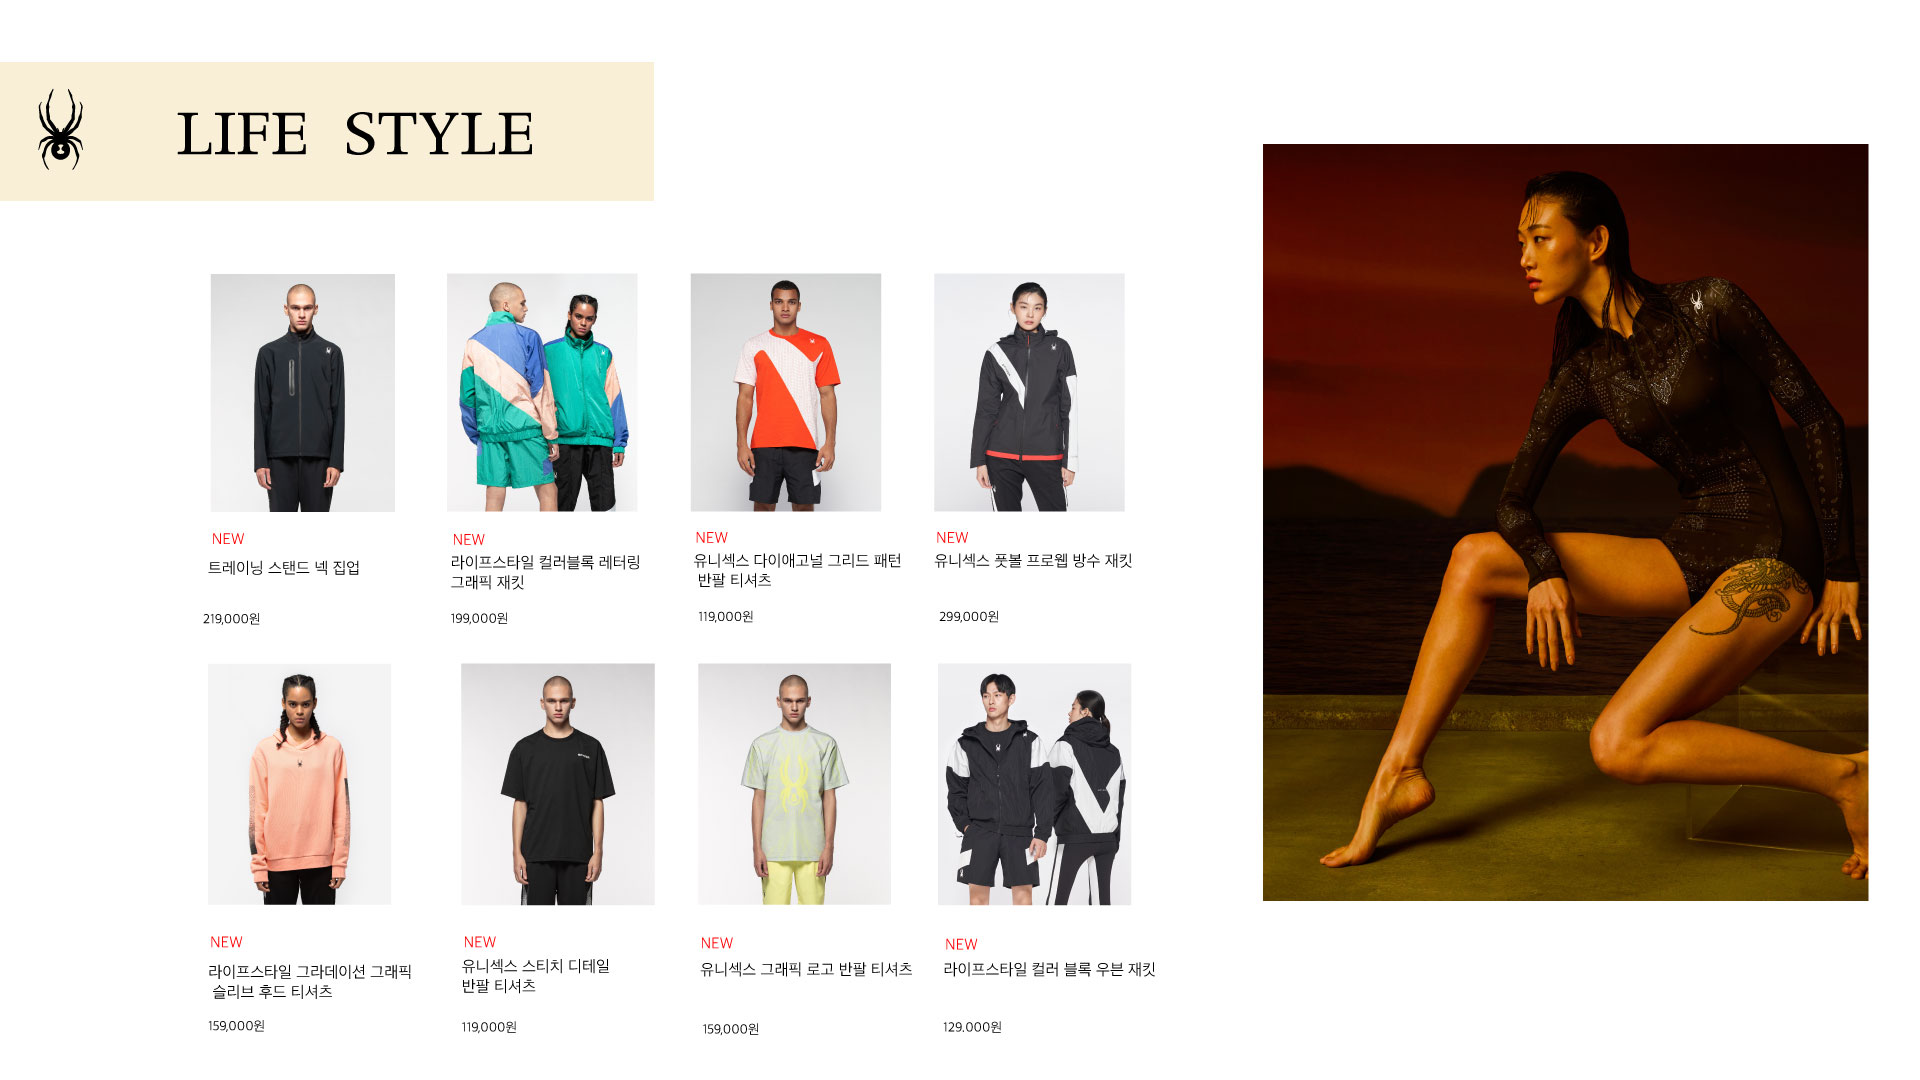 LIFE STYLE
NEW
트레이닝 스탠드 넥 집업
219,000원
NEW
라이프스타일 컬러블록 레터링
그래픽 재킷
199,000원
NEW
유니섹스 다이애고널 그리드 패턴
반팔 티셔츠
119,000원
NEW
유니섹스 풋볼 프로웹 방수 재킷
299,000원
NEW
라이프스타일 그라데이션 그래픽
슬리브 후드 티셔츠
159,000원
NEW
유니섹스 스티치 디테일
반팔 티셔츠
119,000원
NEW
유니섹스 그래픽 로고 반팔 티셔츠
159,000원
NEW
라이프스타일 컬러 블록 우븐 재킷
129.000원